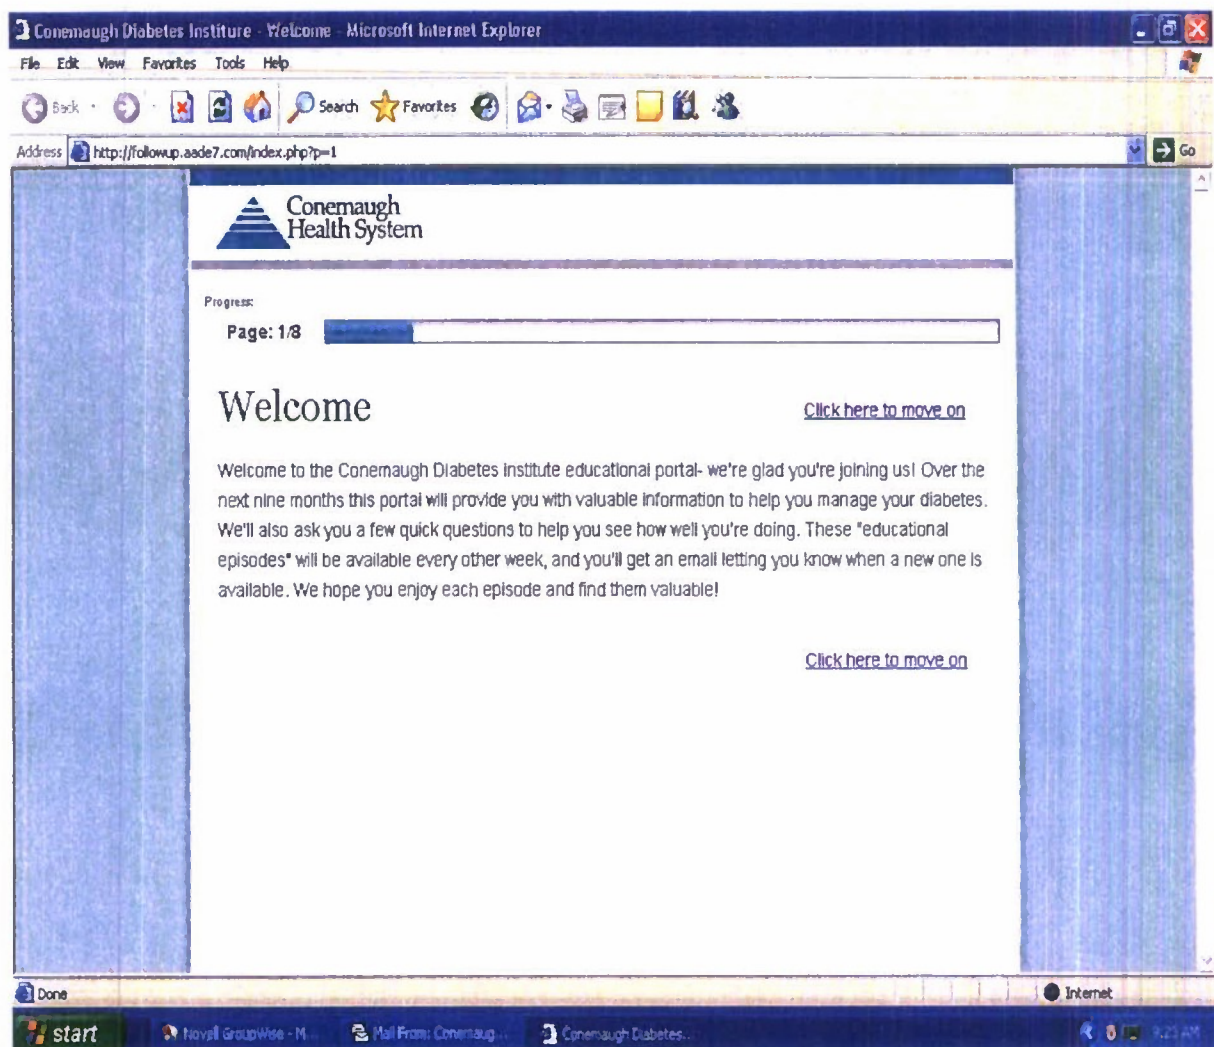 Conemaugh Diabetes Institure - Welcome - Microsoft Internet Explorer
File Edit View Favorites Tools Help
Back Search Favorites
Address http://followup.aade7.com/index.php?p=1 Go
Conemaugh
Health System
Progress:
Page: 1/8
Welcome
Click here to move on
Welcome to the Conemaugh Diabetes Institute educational portal- we're glad you're joining us! Over the
next nine months this portal will provide you with valuable information to help you manage your diabetes.
We'll also ask you a few quick questions to help you see how well you're doing. These "educational
episodes" will be available every other week, and you'll get an email letting you know when a new one is
available. We hope you enjoy each episode and find them valuable!
Click here to move on
Done Internet
start Novell GroupWise - M... Mail From: Conemaug... Conemaugh Diabetes... 9:23 AM